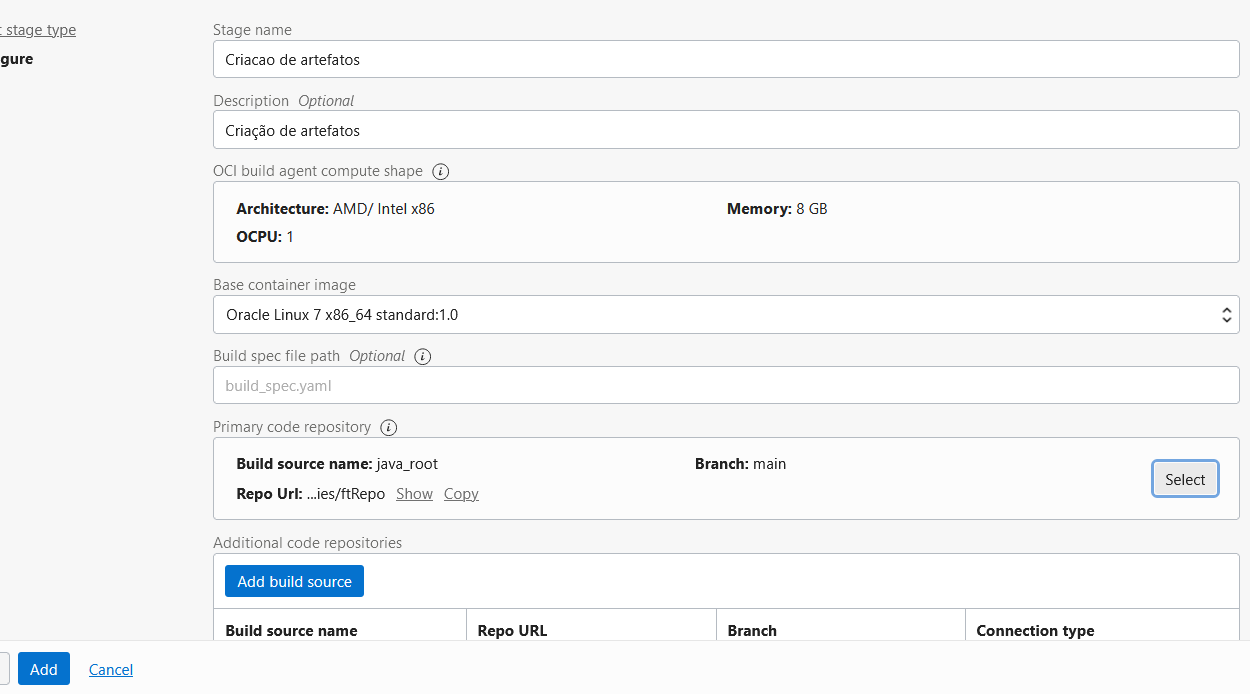 : stage type
gure
Stage name
Criacao de artefatos
Description Optional
Criação de artefatos
OCI build agent compute shape i
Architecture: AMD/ Intel x86
Memory: 8 GB
OCPU: 1
Base container image
Oracle Linux 7 x86_64 standard:1.0
Build spec file path Optional i
build_spec.yaml
Primary code repository i
Build source name: java_root
Branch: main
Repo Url: ...ies/ftRepo Show Copy
Select
Additional code repositories
Add build source
Build source name Repo URL Branch Connection type
Add Cancel